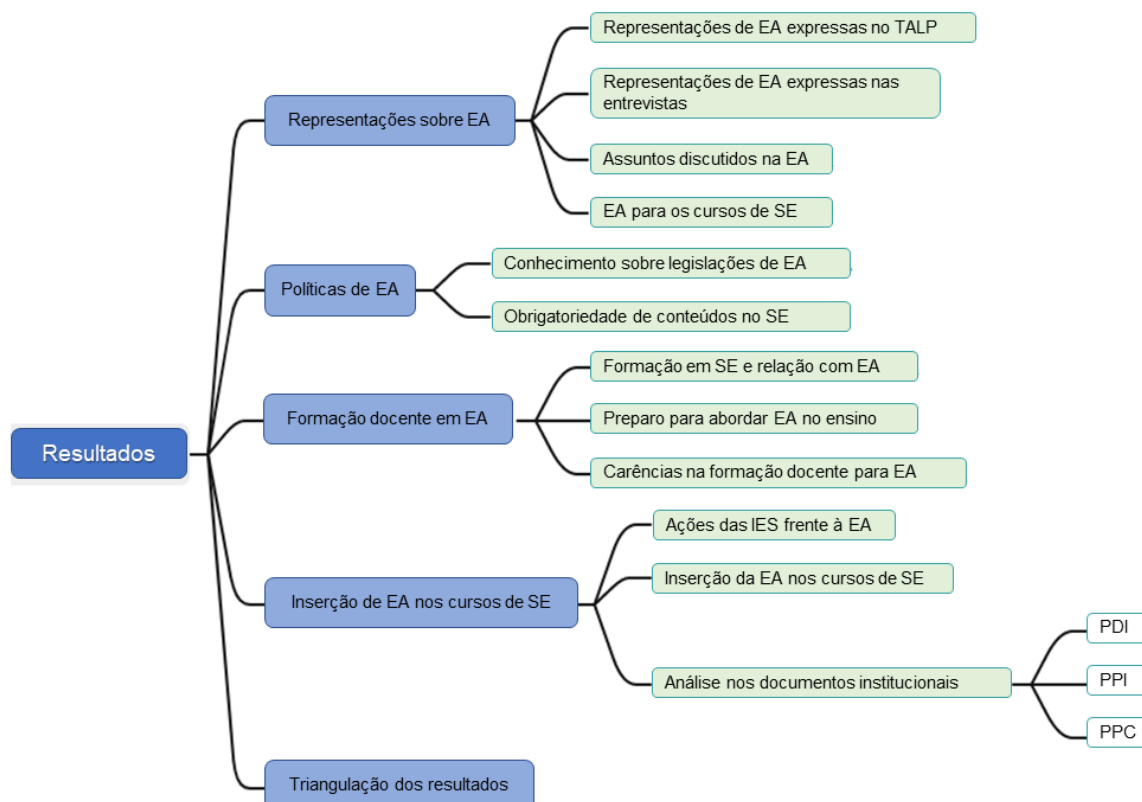 Resultados
Representações sobre EA
Representações de EA expressas no TALP
Representações de EA expressas nas
entrevistas
Assuntos discutidos na EA
EA para os cursos de SE
Políticas de EA
Conhecimento sobre legislações de EA
Obrigatoriedade de conteúdos no SE
Formação docente em EA
Formação em SE e relação com EA
Preparo para abordar EA no ensino
Carências na formação docente para EA
Inserção de EA nos cursos de SE
Ações das IES frente à EA
Inserção da EA nos cursos de SE
Análise nos documentos institucionais
PDI
PPI
PPC
Triangulação dos resultados